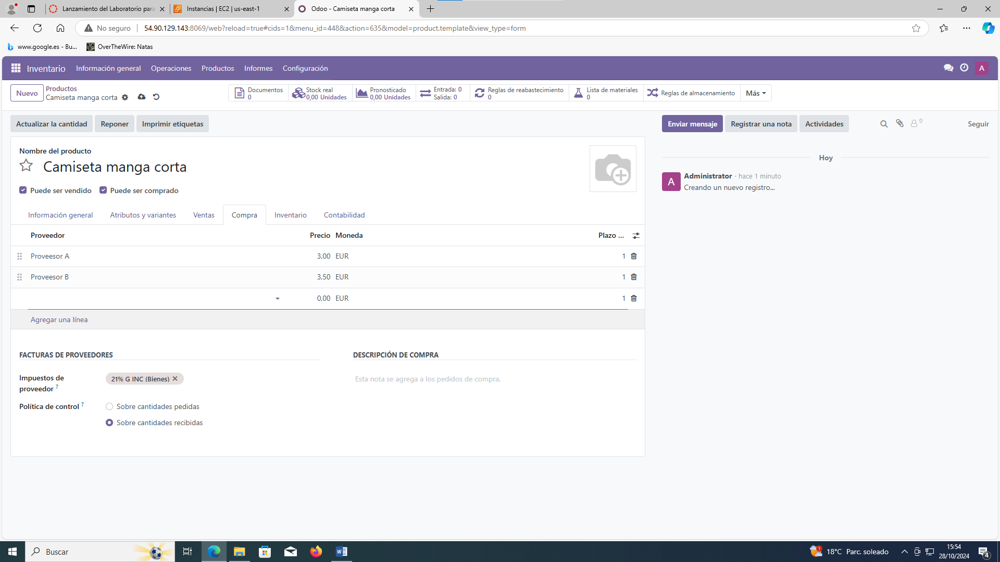 Lanzamiento del Laboratorio para
Instancias | EC2 | us-east-1
Odoo - Camiseta manga corta
No seguro
54.90.129.143:8069/web?reload=true#cids=1&menu_id=448&action=635&model=product.template&view_type=form
www.google.es - Bu...
OverTheWire: Natas
Inventario
Información general
Operaciones
Productos
Informes
Configuración
A
Nuevo
Productos
Camiseta manga corta
Documentos
0
Stock real
0,00 Unidades
Pronosticado
0,00 Unidades
Entrada: 0
Salida: 0
Reglas de reabastecimiento
0
Lista de materiales
0
Reglas de almacenamiento
Más
Actualizar la cantidad
Reponer
Imprimir etiquetas
Enviar mensaje
Registrar una nota
Actividades
0
Seguir
Nombre del producto
Camiseta manga corta
Puede ser vendido
Puede ser comprado
Información general
Atributos y variantes
Ventas
Compra
Inventario
Contabilidad
Proveedor Precio Moneda Plazo ...
Proveesor A 3,00 EUR 1
Proveesor B 3,50 EUR 1
0,00 EUR 1
Agregar una línea
FACTURAS DE PROVEEDORES
Impuestos de
proveedor ?
21% G INC (Bienes)
Política de control ?
Sobre cantidades pedidas
Sobre cantidades recibidas
DESCRIPCIÓN DE COMPRA
Esta nota se agrega a los pedidos de compra.
Hoy
A
Administrator - hace 1 minuto
Creando un nuevo registro...
Buscar
1
18°C Parc. soleado
15:54
28/10/2024
4